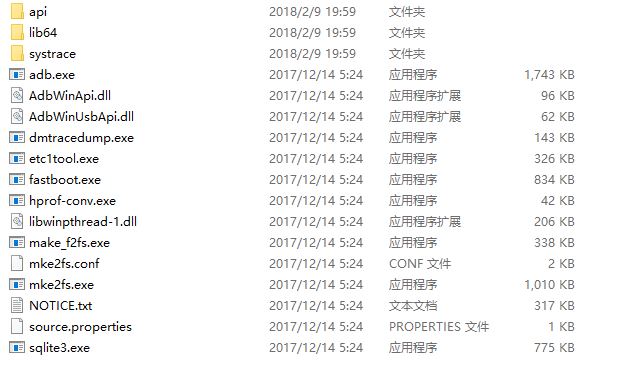 api 2018/2/9 19:59 文件夹
lib64 2018/2/9 19:59 文件夹
systrace 2018/2/9 19:59 文件夹
adb.exe 2017/12/14 5:24 应用程序 1,743 KB
AdbWinApi.dll 2017/12/14 5:24 应用程序扩展 96 KB
AdbWinUsbApi.dll 2017/12/14 5:24 应用程序扩展 62 KB
dmtracedump.exe 2017/12/14 5:24 应用程序 143 KB
etc1tool.exe 2017/12/14 5:24 应用程序 326 KB
fastboot.exe 2017/12/14 5:24 应用程序 834 KB
hprof-conv.exe 2017/12/14 5:24 应用程序 42 KB
libwinpthread-1.dll 2017/12/14 5:24 应用程序扩展 206 KB
make_f2fs.exe 2017/12/14 5:24 应用程序 338 KB
mke2fs.conf 2017/12/14 5:24 CONF 文件 2 KB
mke2fs.exe 2017/12/14 5:24 应用程序 1,010 KB
NOTICE.txt 2017/12/14 5:24 文本文档 317 KB
source.properties 2017/12/14 5:24 PROPERTIES 文件 1 KB
sqlite3.exe 2017/12/14 5:24 应用程序 775 KB